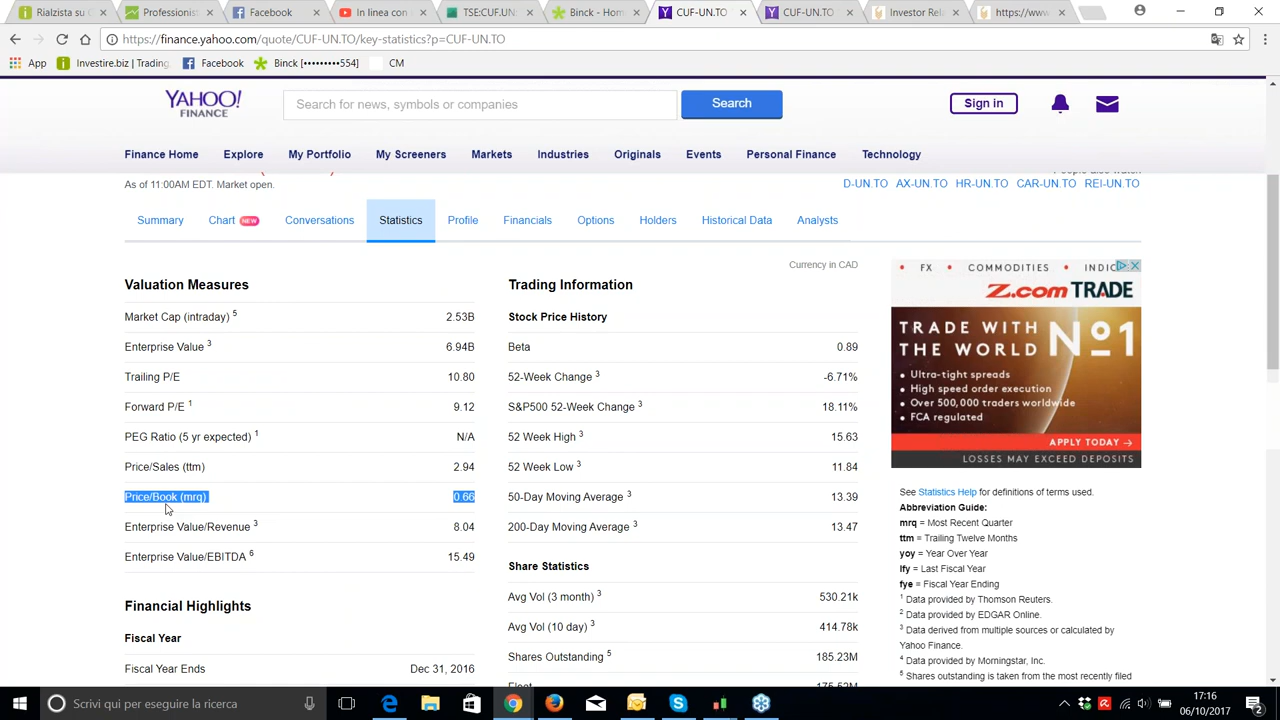 Rialzista su C
Professionist
Facebook
In linea con
TSE:CUF.UN
Binck - Home
CUF-UN.TO
CUF-UN.TO
Investor Rela
https://www
https://finance.yahoo.com/quote/CUF-UN.TO/key-statistics?p=CUF-UN.TO
App
Investire.biz | Trading,
Facebook
Binck [••••••••554]
CM
YAHOO!
FINANCE
Search for news, symbols or companies
Search
Sign in
Finance Home Explore My Portfolio My Screeners Markets Industries Originals Events Personal Finance Technology
As of 11:00AM EDT. Market open.
People also watch
D-UN.TO AX-UN.TO HR-UN.TO CAR-UN.TO REI-UN.TO
Summary Chart NEW Conversations Statistics Profile Financials Options Holders Historical Data Analysts
Currency in CAD
Valuation Measures
Market Cap (intraday) 5 2.53B
Enterprise Value 3 6.94B
Trailing P/E 10.80
Forward P/E 1 9.12
PEG Ratio (5 yr expected) 1 N/A
Price/Sales (ttm) 2.94
Price/Book (mrq) 0.66
Enterprise Value/Revenue 3 8.04
Enterprise Value/EBITDA 6 15.49
Financial Highlights
Fiscal Year
Fiscal Year Ends Dec 31, 2016
Trading Information
Stock Price History
Beta 0.89
52-Week Change 3 -6.71%
S&P500 52-Week Change 3 18.11%
52 Week High 3 15.63
52 Week Low 3 11.84
50-Day Moving Average 3 13.39
200-Day Moving Average 3 13.47
Share Statistics
Avg Vol (3 month) 3 530.21k
Avg Vol (10 day) 3 414.78k
Shares Outstanding 5 185.23M
Float 175.52M
• FX • COMMODITIES • INDIC
Z.com TRADE
TRADE WITH
THE WORLD
Nº1
• Ultra-tight spreads
• High speed order execution
• Over 500,000 traders worldwide
• FCA regulated
APPLY TODAY →
LOSSES MAY EXCEED DEPOSITS
See Statistics Help for definitions of terms used.
Abbreviation Guide:
mrq = Most Recent Quarter
ttm = Trailing Twelve Months
yoy = Year Over Year
lfy = Last Fiscal Year
fye = Fiscal Year Ending
1 Data provided by Thomson Reuters.
2 Data provided by EDGAR Online.
3 Data derived from multiple sources or calculated by
Yahoo Finance.
4 Data provided by Morningstar, Inc.
5 Shares outstanding is taken from the most recently filed
Scrivi qui per eseguire la ricerca
17:16
06/10/2017
2